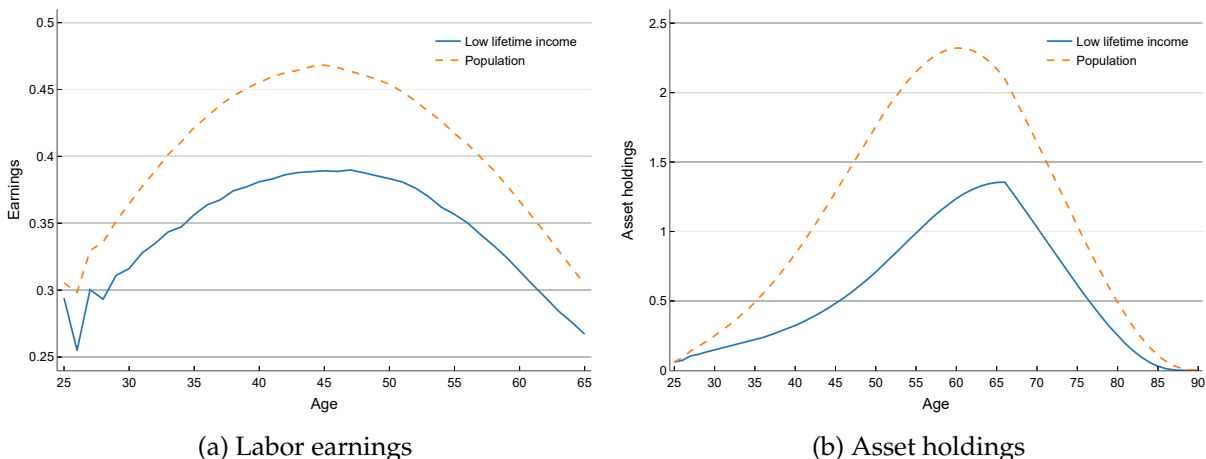 0.5
0.45
0.4
0.35
0.3
0.25
Earnings
25 30 35 40 45 50 55 60 65
Age
Low lifetime income
Population
(a) Labor earnings
2.5
2
1.5
1
0.5
0
Asset holdings
25 30 35 40 45 50 55 60 65 70 75 80 85 90
Age
Low lifetime income
Population
(b) Asset holdings